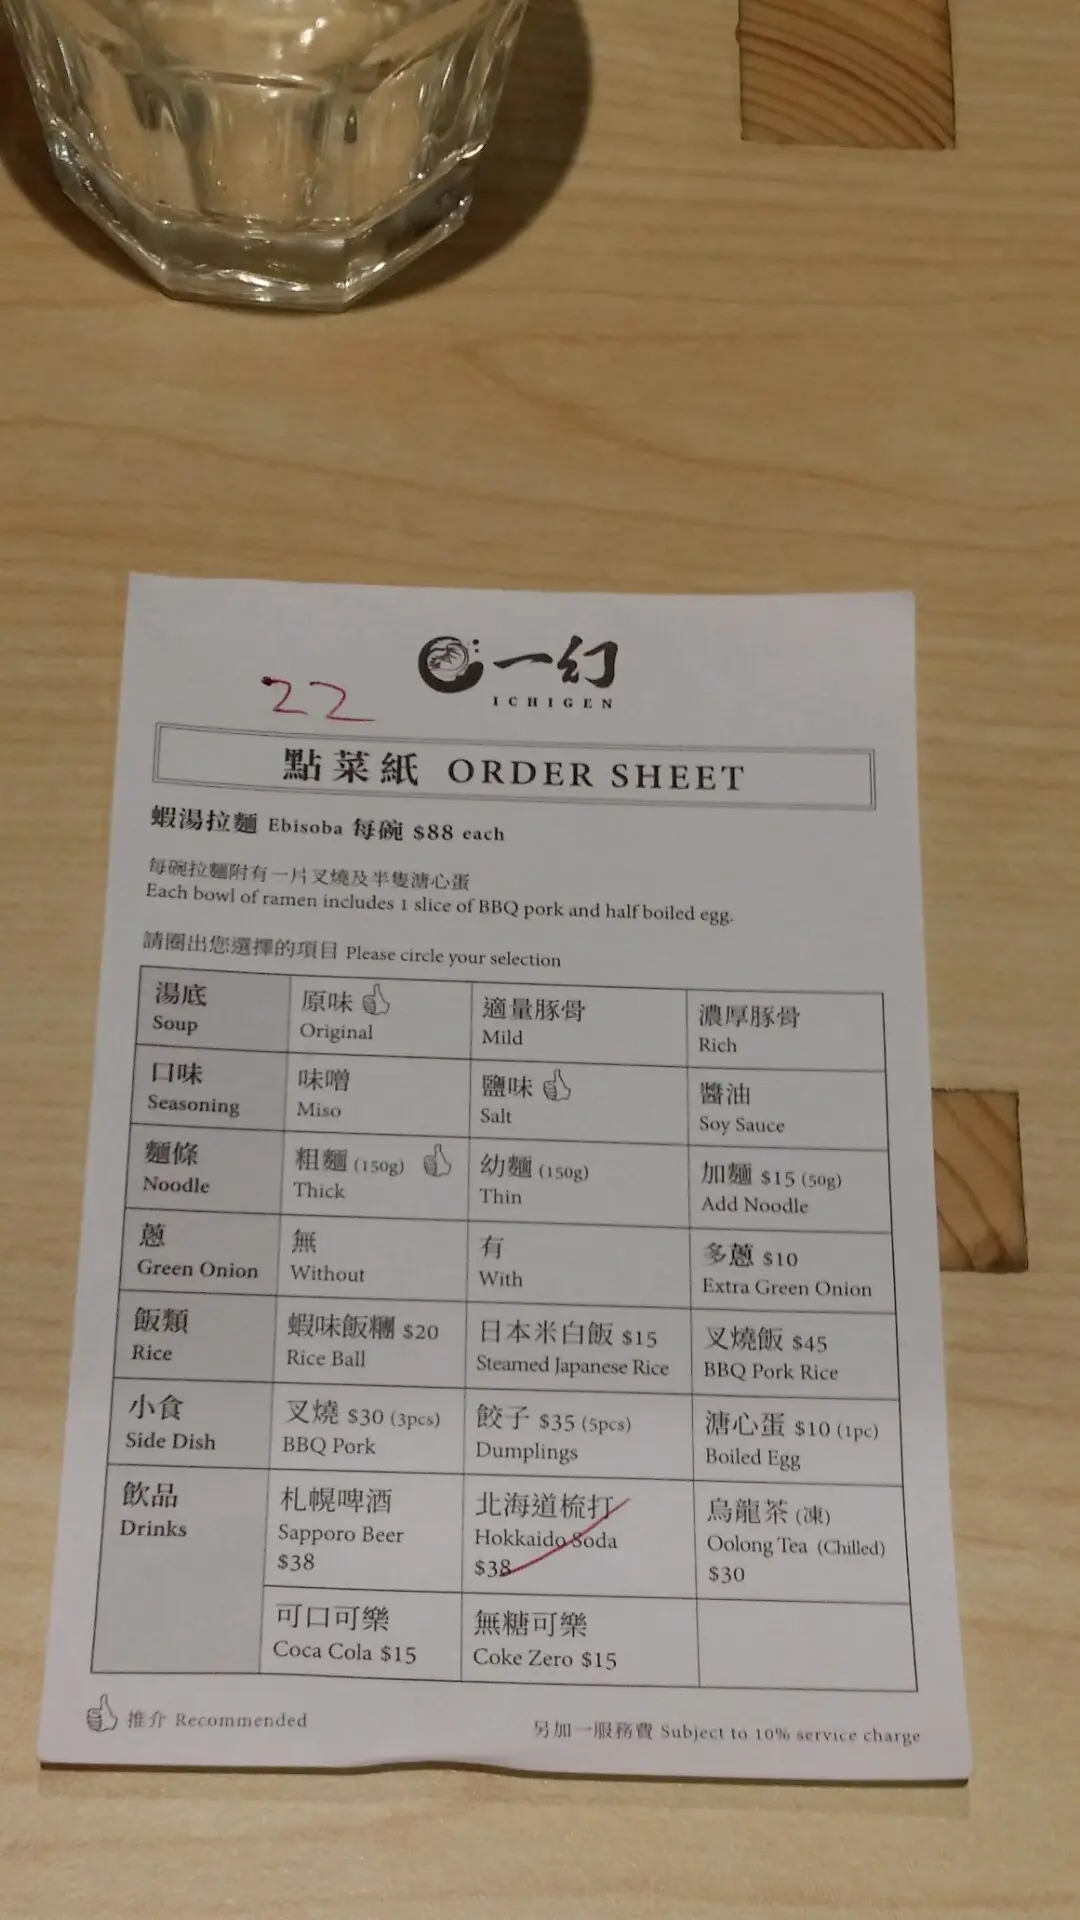 一幻
ICHIGEN
22
點菜紙 ORDER SHEET
蝦湯拉麵 Ebisoba 每碗 $88 each
每碗拉麵附有一片叉燒及半隻溏心蛋
Each bowl of ramen includes 1 slice of BBQ pork and half boiled egg.
請圈出您選擇的項目 Please circle your selection
湯底
Soup
原味
Original
適量豚骨
Mild
濃厚豚骨
Rich
口味
Seasoning
味噌
Miso
鹽味
Salt
醬油
Soy Sauce
麵條
Noodle
粗麵 (150g)
Thick
幼麵 (150g)
Thin
加麵 $15 (50g)
Add Noodle
蔥
Green Onion
無
Without
有
With
多蔥 $10
Extra Green Onion
飯類
Rice
蝦味飯糰 $20
Rice Ball
日本米白飯 $15
Steamed Japanese Rice
叉燒飯 $45
BBQ Pork Rice
小食
Side Dish
叉燒 $30 (3pcs)
BBQ Pork
餃子 $35 (5pcs)
Dumplings
溏心蛋 $10 (1pc)
Boiled Egg
飲品
Drinks
札幌啤酒
Sapporo Beer
$38
北海道梳打
Hokkaido Soda
$38
烏龍茶 (凍)
Oolong Tea (Chilled)
$30
可口可樂
Coca Cola $15
無糖可樂
Coke Zero $15
推介 Recommended
另加一服務費 Subject to 10% service charge